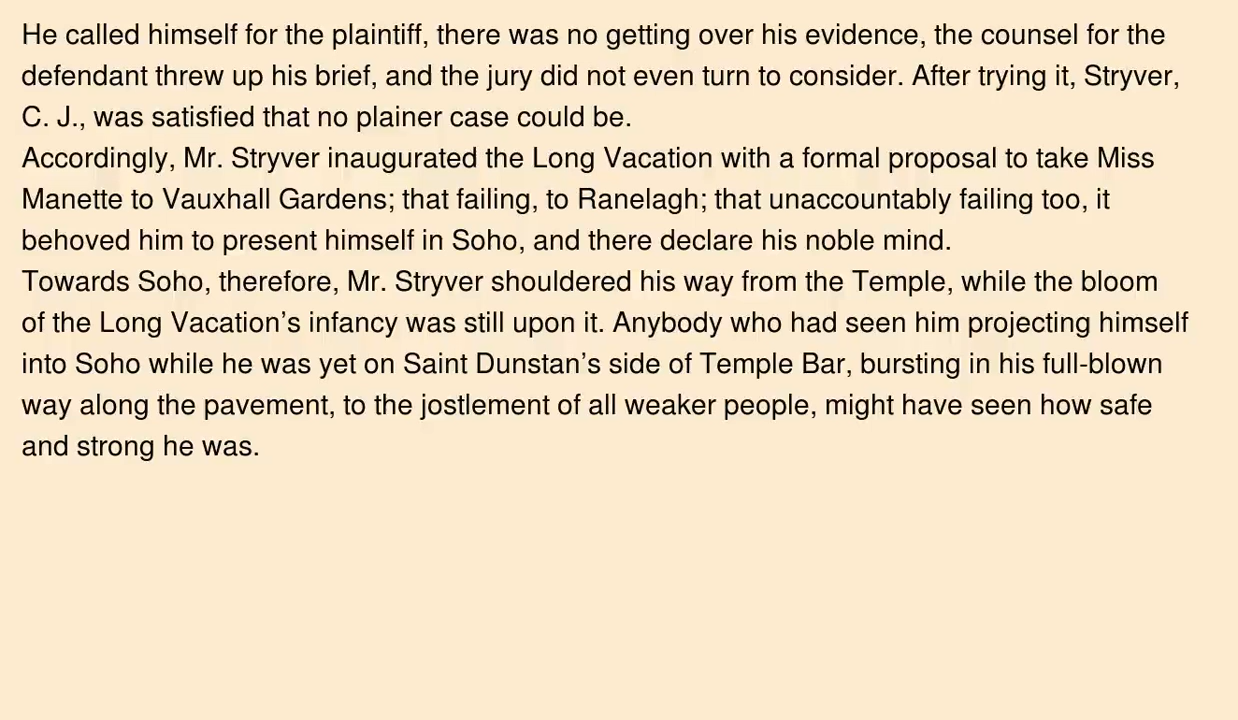 He called himself for the plaintiff, there was no getting over his evidence, the counsel for the
defendant threw up his brief, and the jury did not even turn to consider. After trying it, Stryver,
C. J., was satisfied that no plainer case could be.
Accordingly, Mr. Stryver inaugurated the Long Vacation with a formal proposal to take Miss
Manette to Vauxhall Gardens; that failing, to Ranelagh; that unaccountably failing too, it
behoved him to present himself in Soho, and there declare his noble mind.
Towards Soho, therefore, Mr. Stryver shouldered his way from the Temple, while the bloom
of the Long Vacation’s infancy was still upon it. Anybody who had seen him projecting himself
into Soho while he was yet on Saint Dunstan’s side of Temple Bar, bursting in his full-blown
way along the pavement, to the jostlement of all weaker people, might have seen how safe
and strong he was.